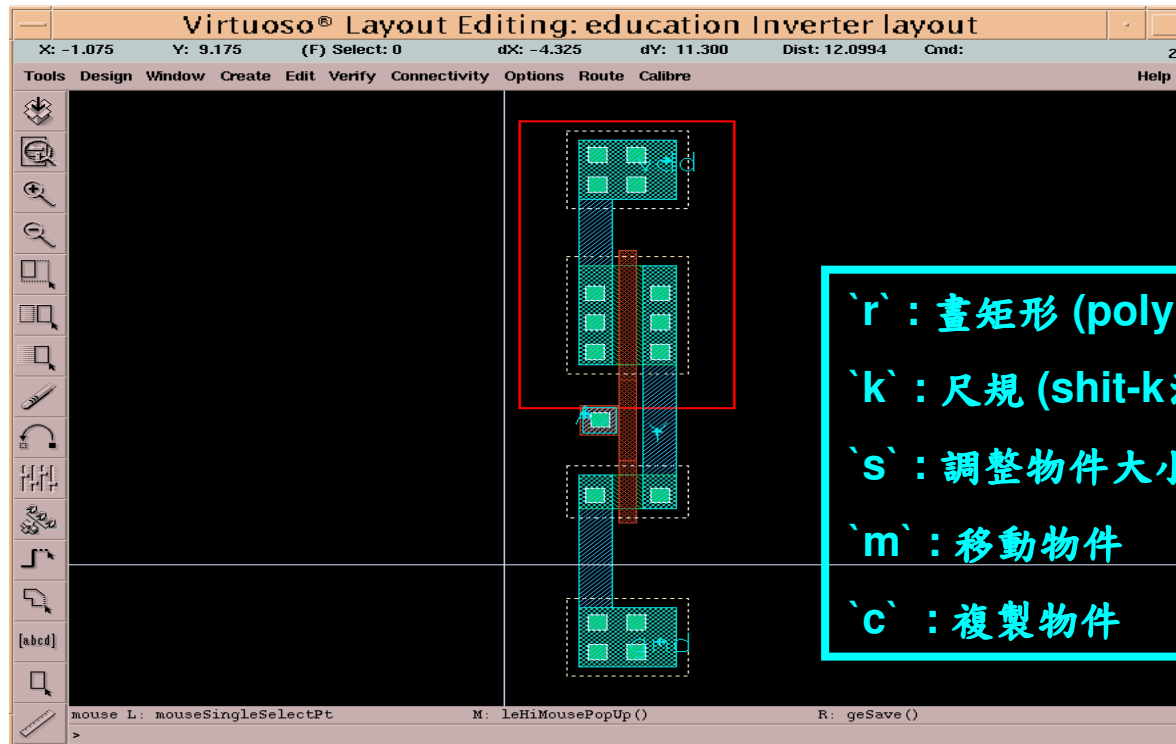 Virtuoso® Layout Editing: education Inverter layout
X: -1.075 Y: 9.175 (F) Select: 0 dX: -4.325 dY: 11.300 Dist: 12.0994 Cmd: 2
Tools Design Window Create Edit Verify Connectivity Options Route Calibre Help
vdd
`r` : 畫矩形 (poly
`k` : 尺規 (shit-k
`s` : 調整物件大小
`m` : 移動物件
`c` : 複製物件
gnd
[abcd]
mouse L: mouseSingleSelectPt M: leHiMousePopUp() R: geSave()
>